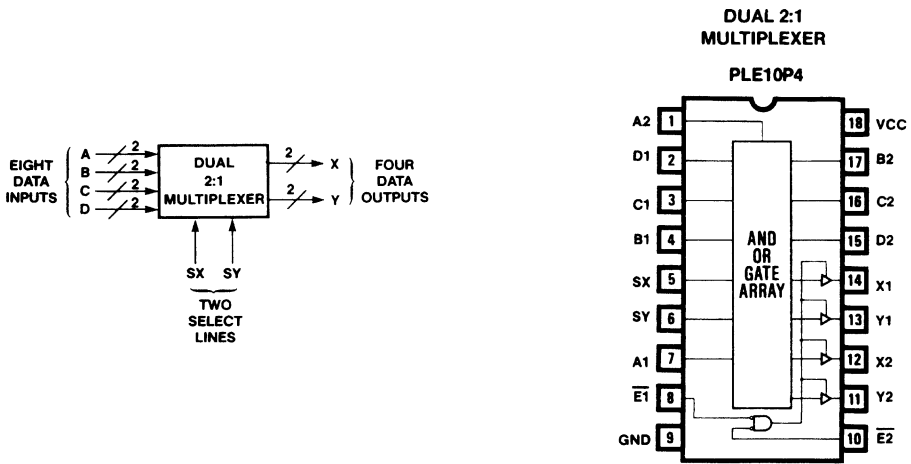 DUAL 2:1
MULTIPLEXER
PLE10P4
EIGHT
DATA
INPUTS
A 2
B 2
C 2
D 2
DUAL
2:1
MULTIPLEXER
2 X
2 Y
FOUR
DATA
OUTPUTS
SX SY
TWO
SELECT
LINES
A2 1
D1 2
C1 3
B1 4
SX 5
SY 6
A1 7
E1 8
GND 9
AND
OR
GATE
ARRAY
18 VCC
17 B2
16 C2
15 D2
14 X1
13 Y1
12 X2
11 Y2
10 E2